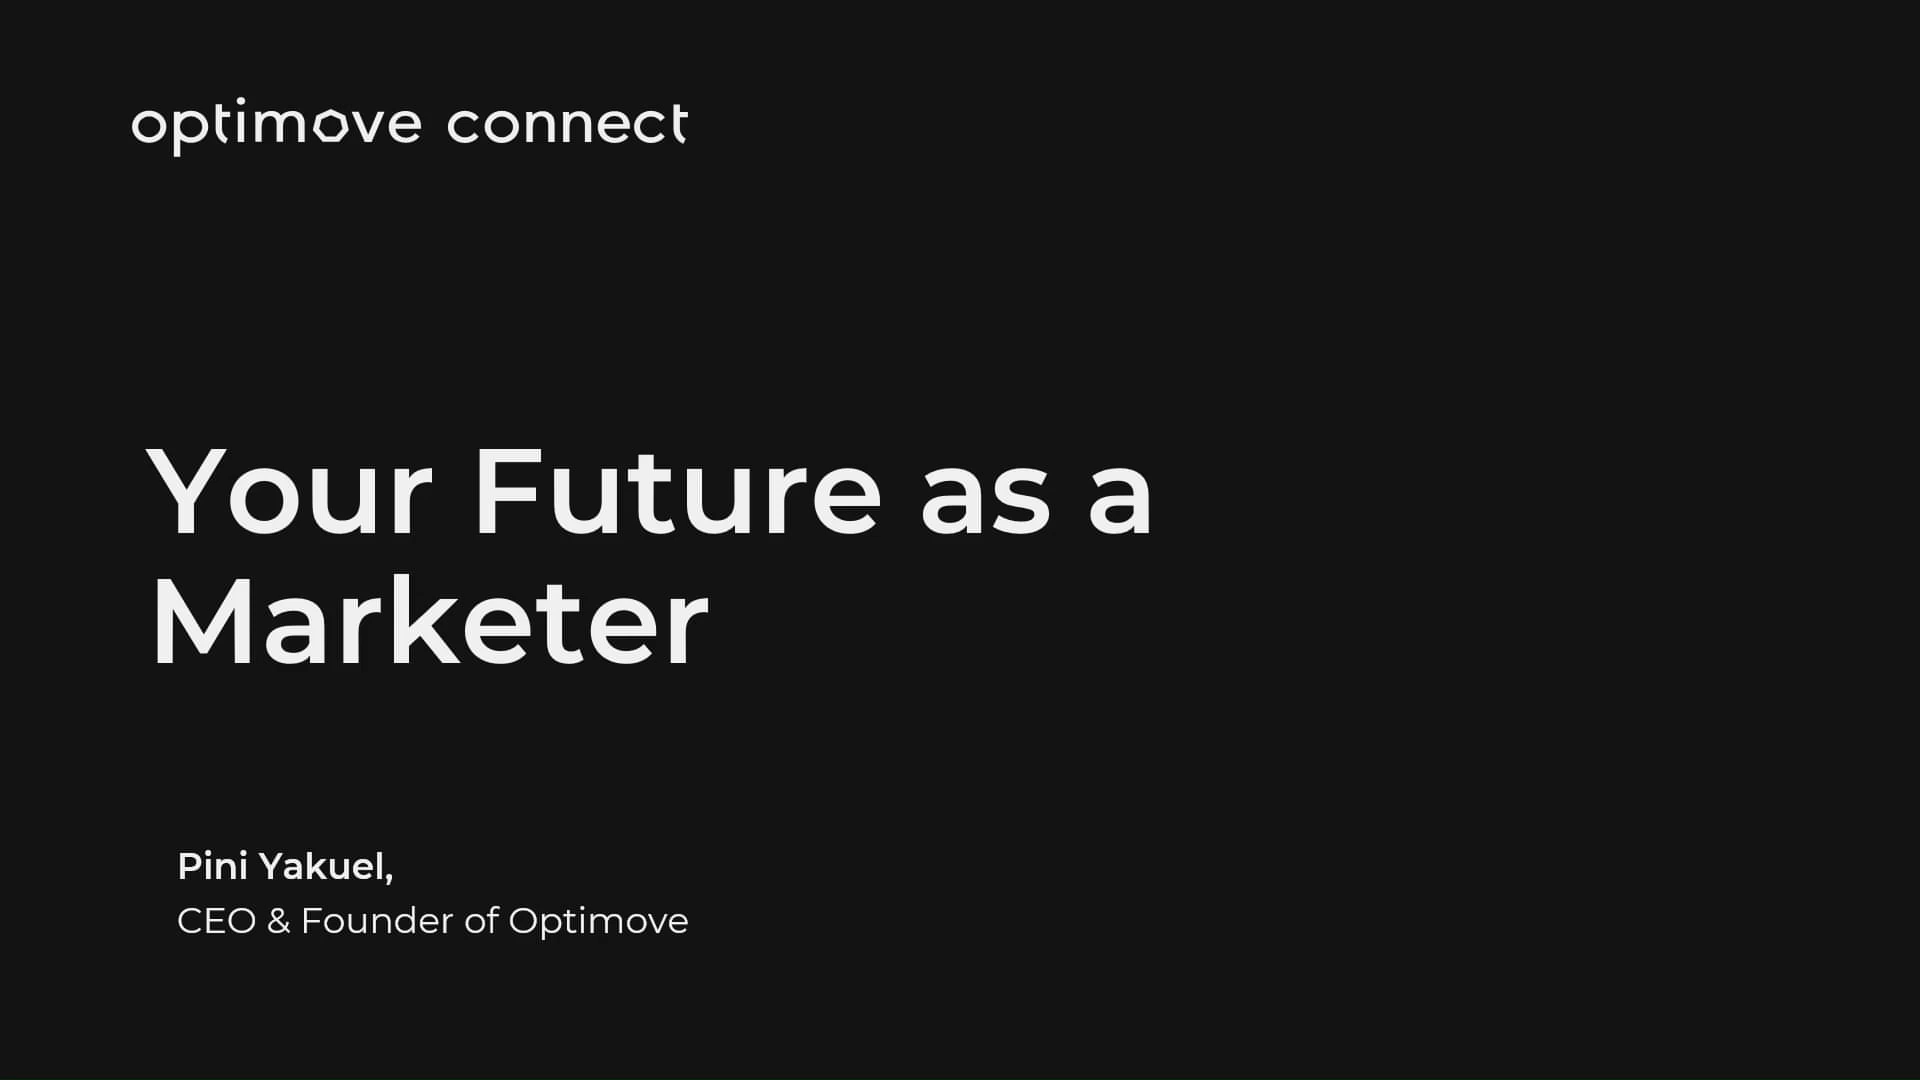 optimove connect
Your Future as a
Marketer
Pini Yakuel,
CEO & Founder of Optimove